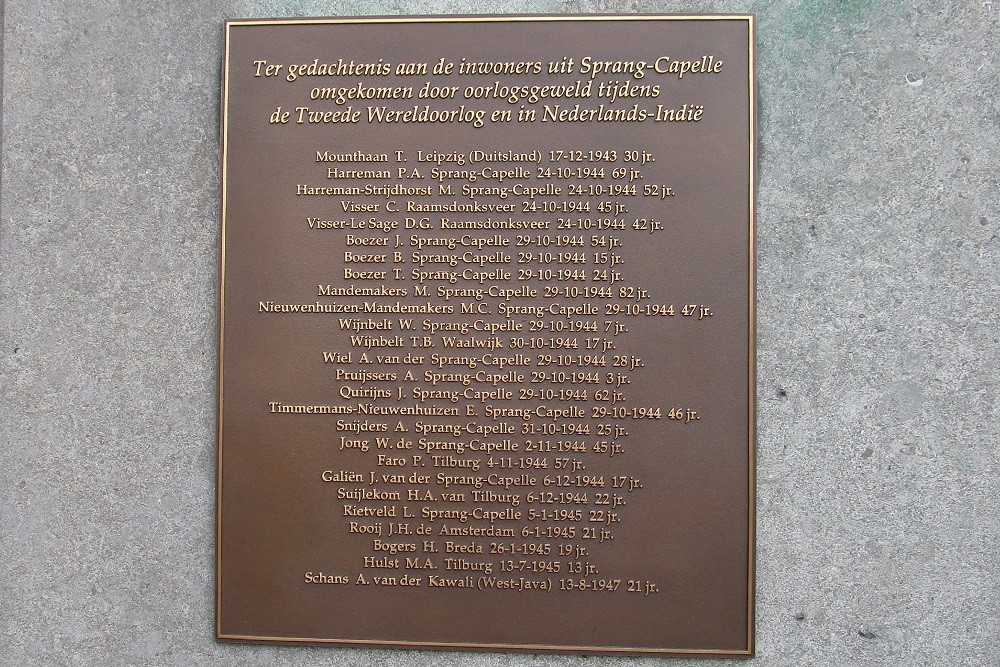 Ter gedachtenis aan de inwoners uit Sprang-Capelle
omgekomen door oorlogsgeweld tijdens
de Tweede Wereldoorlog en in Nederlands-Indië
Mounthaan T. Leipzig (Duitsland) 17-12-1943 30 jr.
Harreman P.A. Sprang-Capelle 24-10-1944 69 jr.
Harreman-Strijdhorst M. Sprang-Capelle 24-10-1944 52 jr.
Visser C. Raamsdonksveer 24-10-1944 45 jr.
Visser-Le Sage D.G. Raamsdonksveer 24-10-1944 42 jr.
Boezer J. Sprang-Capelle 29-10-1944 54 jr.
Boezer B. Sprang-Capelle 29-10-1944 15 jr.
Boezer T. Sprang-Capelle 29-10-1944 24 jr.
Mandemakers M. Sprang-Capelle 29-10-1944 82 jr.
Nieuwenhuizen-Mandemakers M.C. Sprang-Capelle 29-10-1944 47 jr.
Wijnbelt W. Sprang-Capelle 29-10-1944 7 jr.
Wijnbelt T.B. Waalwijk 30-10-1944 17 jr.
Wiel A. van der Sprang-Capelle 29-10-1944 28 jr.
Pruijssers A. Sprang-Capelle 29-10-1944 3 jr.
Quirijns J. Sprang-Capelle 29-10-1944 62 jr.
Timmermans-Nieuwenhuizen E. Sprang-Capelle 29-10-1944 46 jr.
Snijders A. Sprang-Capelle 31-10-1944 25 jr.
Jong W. de Sprang-Capelle 2-11-1944 45 jr.
Faro P. Tilburg 4-11-1944 57 jr.
Galiën J. van der Sprang-Capelle 6-12-1944 17 jr.
Suijlekom H.A. van Tilburg 6-12-1944 22 jr.
Rietveld L. Sprang-Capelle 5-1-1945 22 jr.
Rooij J.H. de Amsterdam 6-1-1945 21 jr.
Bogers H. Breda 26-1-1945 19 jr.
Hulst M.A. Tilburg 13-7-1945 13 jr.
Schans A. van der Kawali (West-Java) 13-8-1947 21 jr.